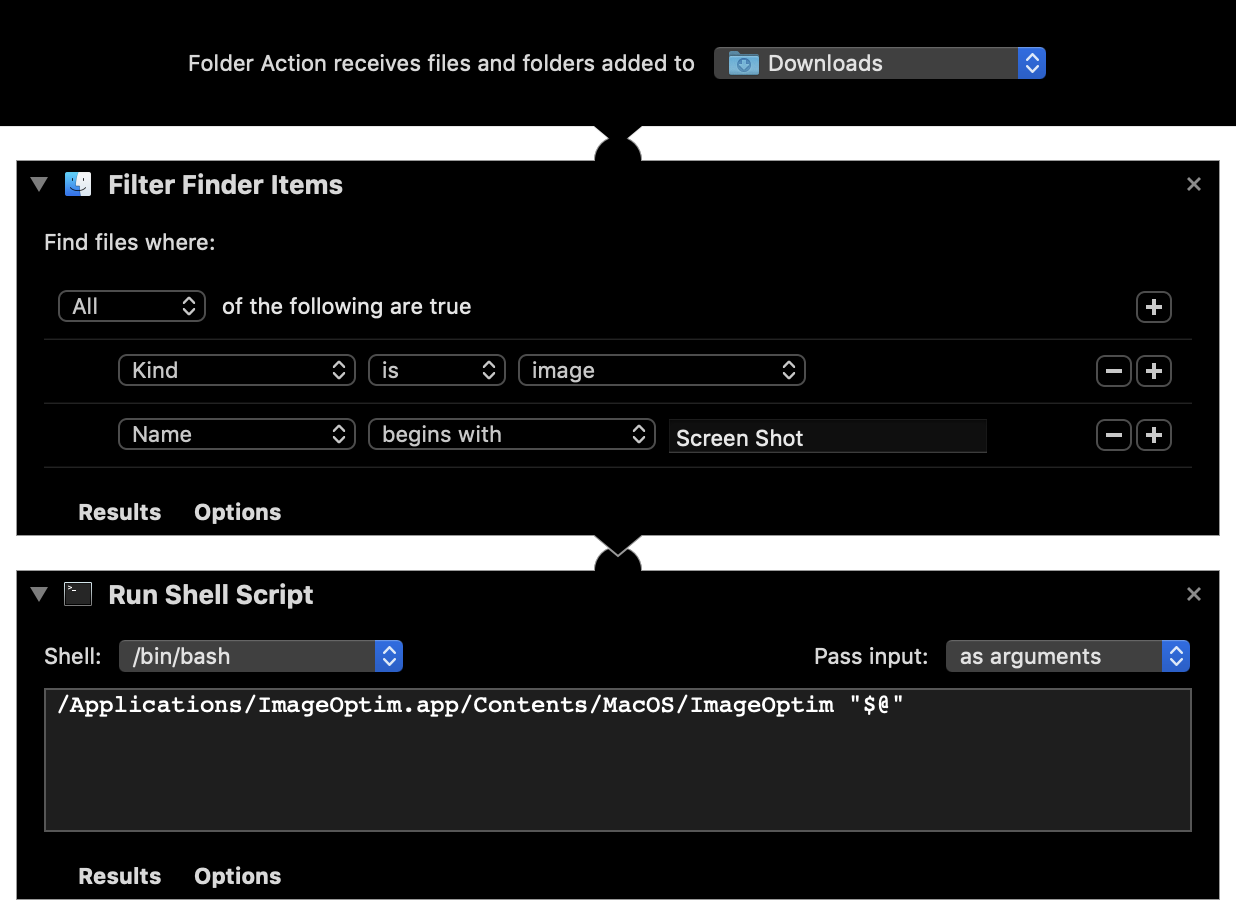 Folder Action receives files and folders added to Downloads
Filter Finder Items
Find files where:
All of the following are true
Kind is image
Name begins with Screen Shot
Results Options
Run Shell Script
Shell: /bin/bash Pass input: as arguments
/Applications/ImageOptim.app/Contents/MacOS/ImageOptim "$@"
Results Options